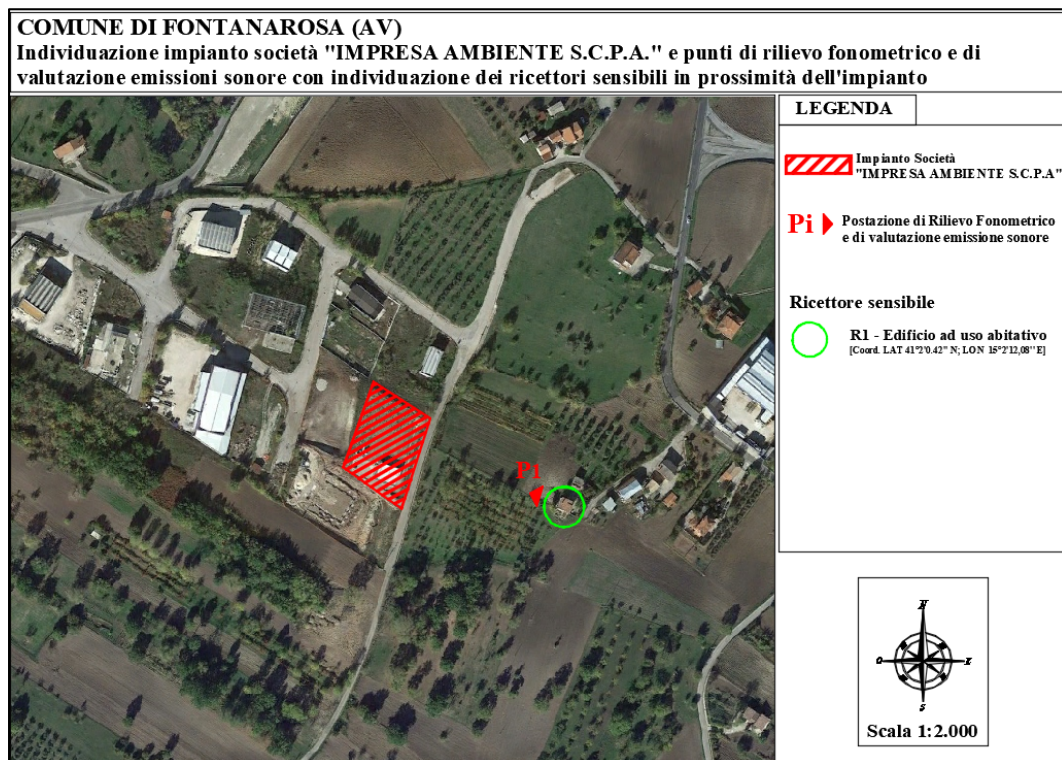 COMUNE DI FONTANAROSA (AV)
Individuazione impianto società "IMPRESA AMBIENTE S.C.P.A." e punti di rilievo fonometrico e di
valutazione emissioni sonore con individuazione dei ricettori sensibili in prossimità dell'impianto
LEGENDA
Impianto Società
"IMPRESA AMBIENTE S.C.P.A"
Pi
Postazione di Rilievo Fonometrico
e di valutazione emissione sonore
Ricettore sensibile
R1 - Edificio ad uso abitativo
[Coord. LAT 41°2'0.42" N; LON 15°2'12,08'' E]
P1
N
O
E
S
Scala 1:2.000